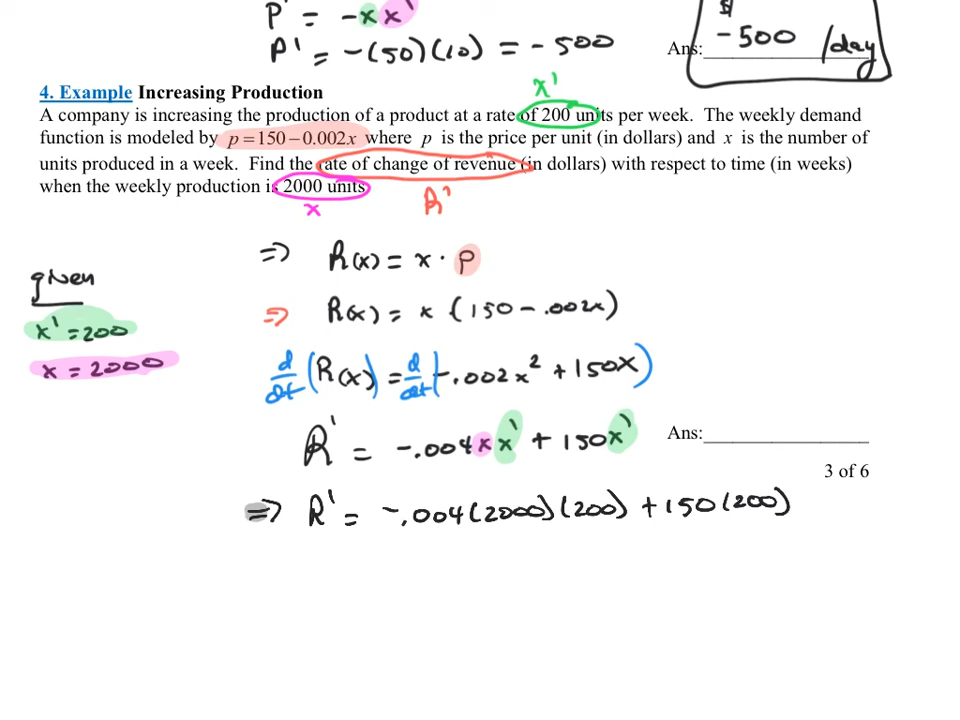 P' = -xx'
P' = -(50)(10) = -500
Ans: $ -500 /day
4. Example Increasing Production
x'
A company is increasing the production of a product at a rate of 200 units per week. The weekly demand
function is modeled by p=150−0.002x where p is the price per unit (in dollars) and x is the number of
units produced in a week. Find the rate of change of revenue (in dollars) with respect to time (in weeks)
when the weekly production is 2000 units
x R'
=> R(x) = x · p
given
=> R(x) = x (150 - .002x)
x' = 200
x = 2000
d/dt (R(x) = d/dt (-.002x² + 150x)
R' = -.004xx' + 150x'
Ans:
3 of 6
=> R' = -.004(2000)(200) + 150(200)